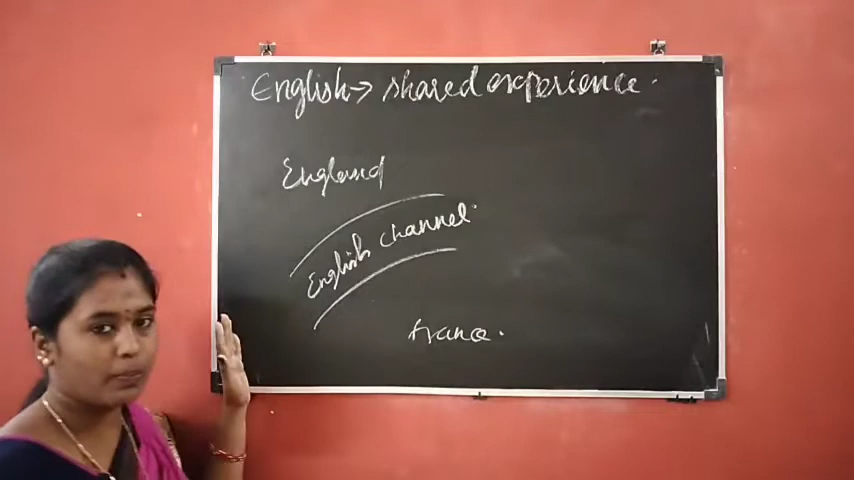 English → shared experience.
England
English channel.
france.